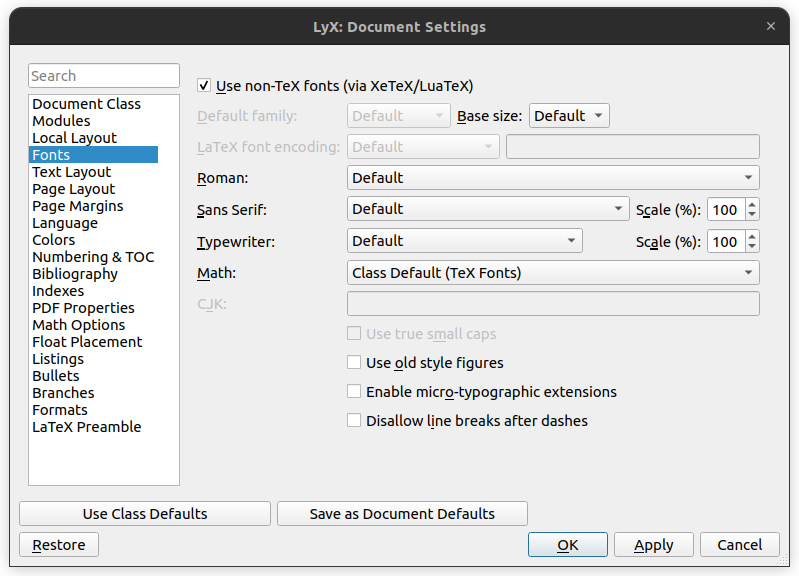 LyX: Document Settings
Search
Document Class
Modules
Local Layout
Fonts
Text Layout
Page Layout
Page Margins
Language
Colors
Numbering & TOC
Bibliography
Indexes
PDF Properties
Math Options
Float Placement
Listings
Bullets
Branches
Formats
LaTeX Preamble
Use non-TeX fonts (via XeTeX/LuaTeX)
Default family: Default Base size: Default
LaTeX font encoding: Default
Roman: Default
Sans Serif: Default Scale (%): 100
Typewriter: Default Scale (%): 100
Math: Class Default (TeX Fonts)
CJK:
Use true small caps
Use old style figures
Enable micro-typographic extensions
Disallow line breaks after dashes
Use Class Defaults Save as Document Defaults
Restore OK Apply Cancel